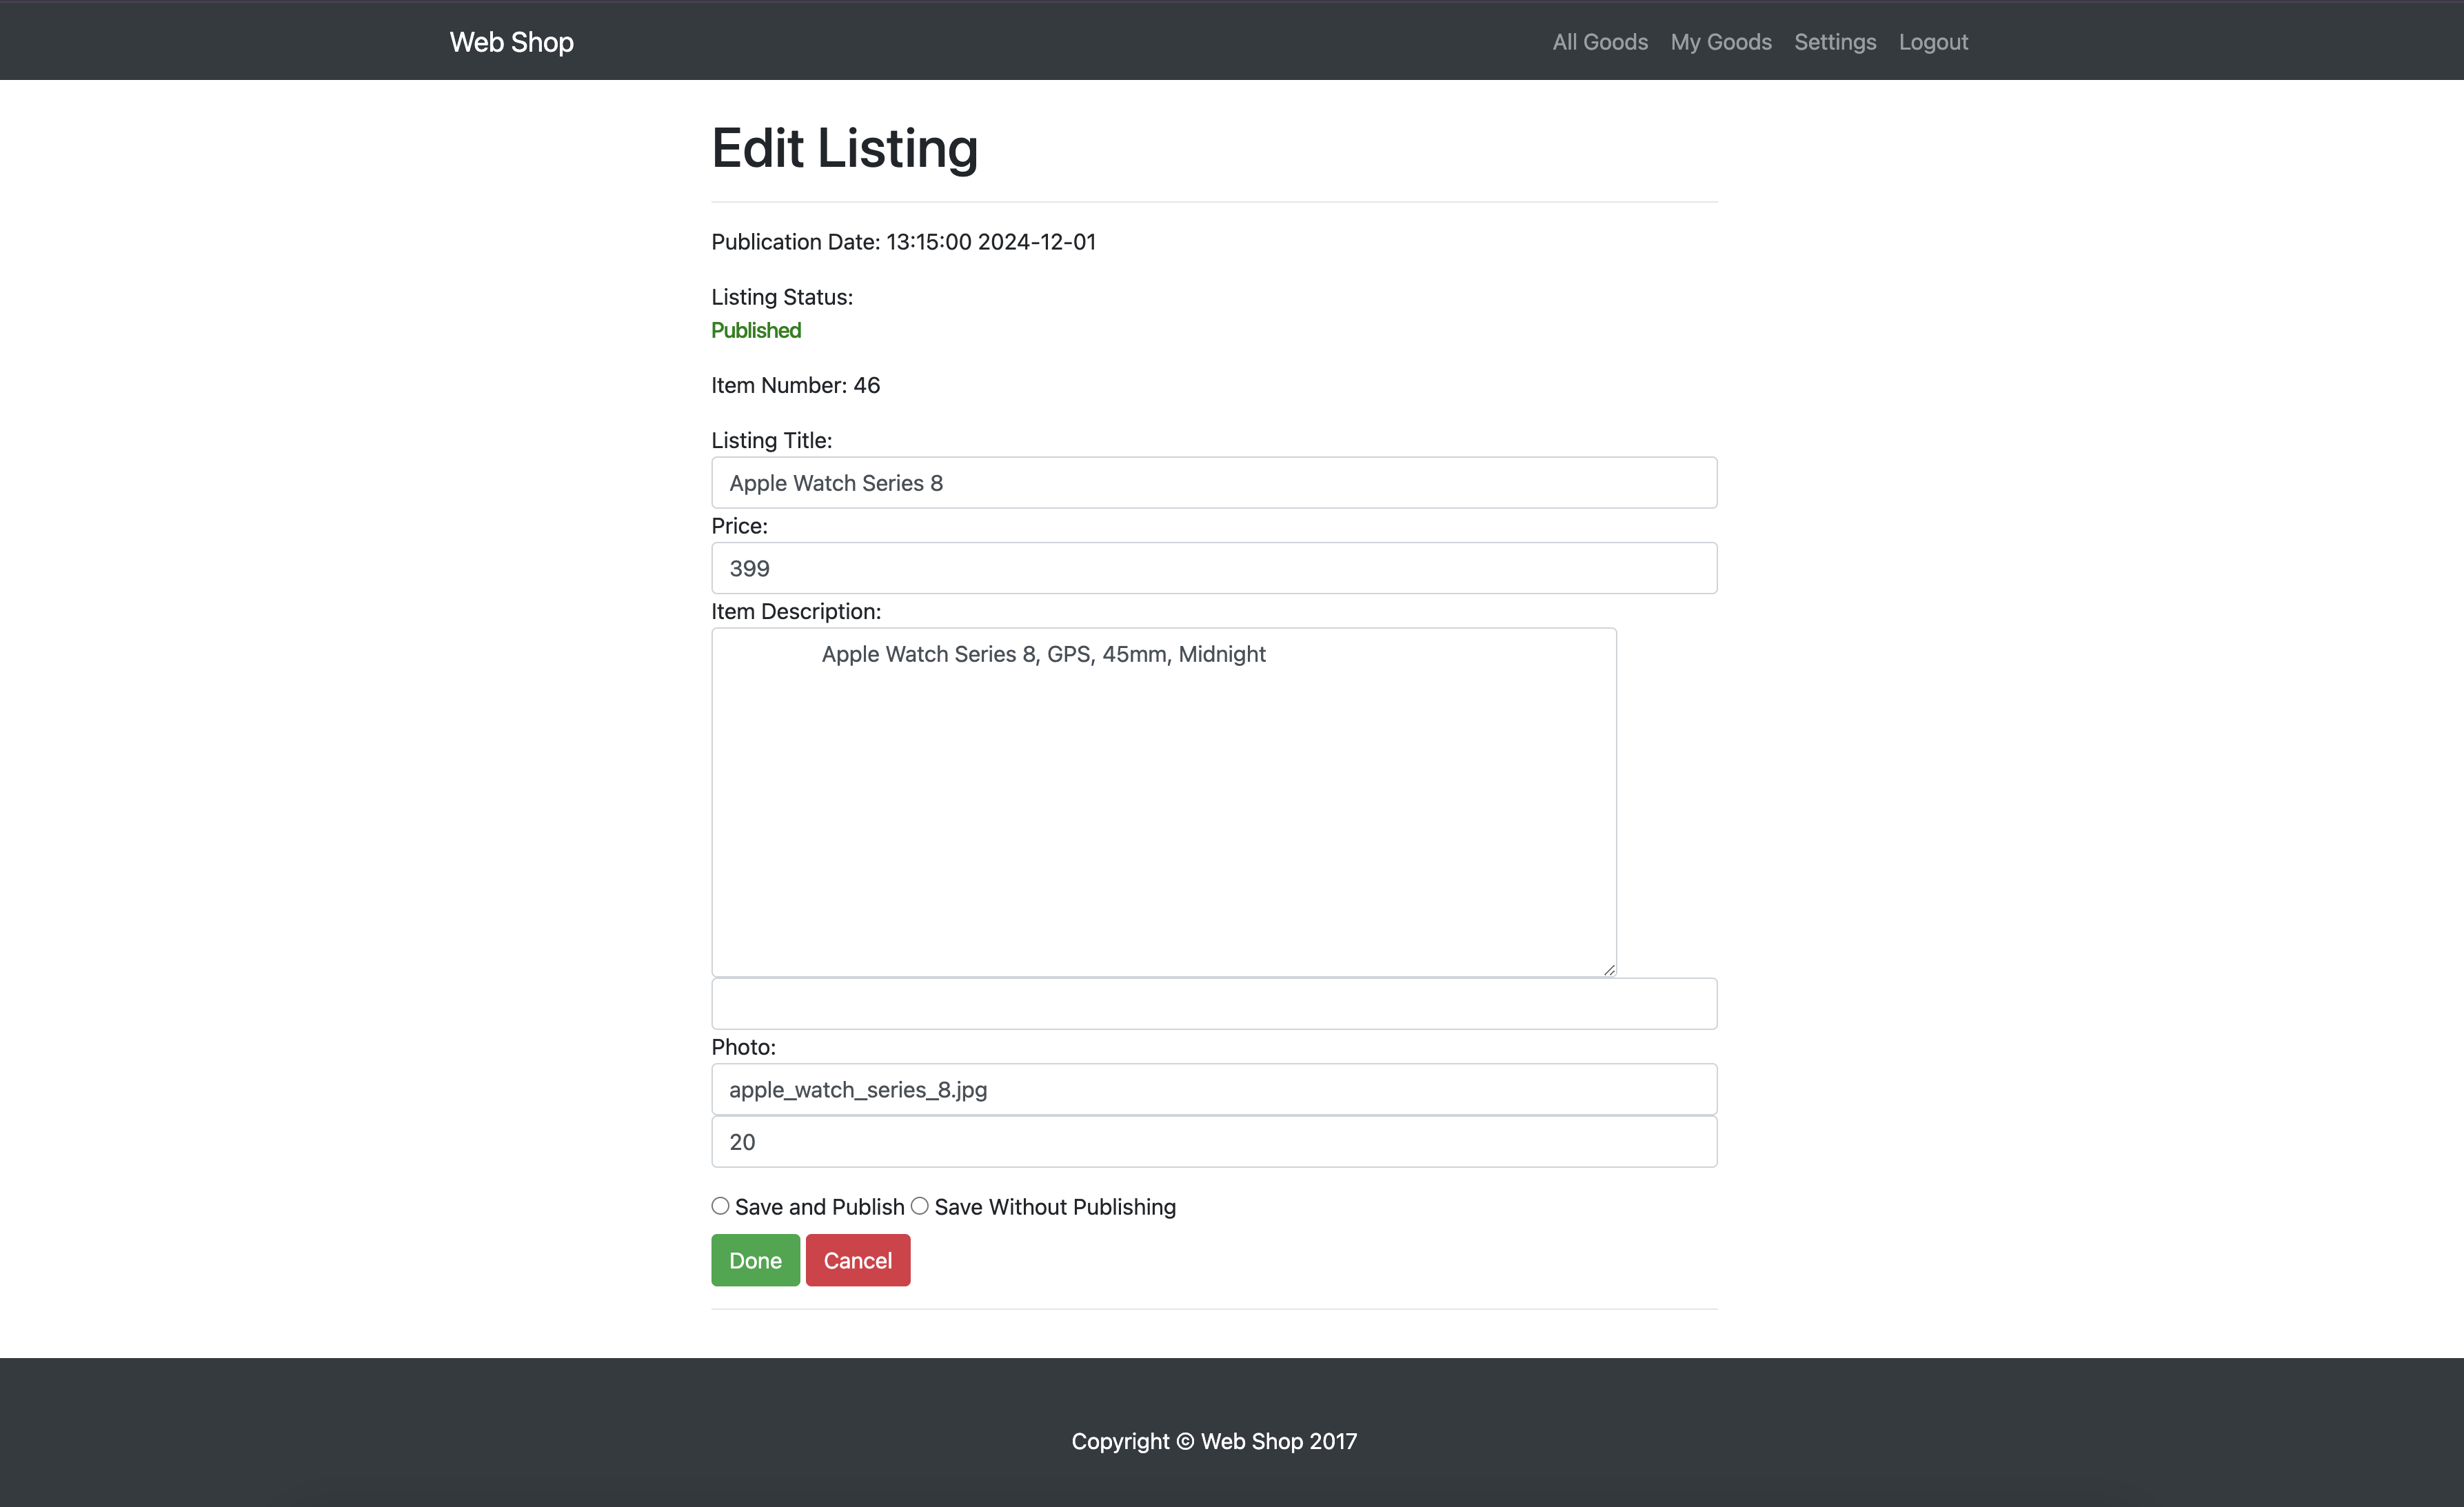 Web Shop
All Goods My Goods Settings Logout
Edit Listing
Publication Date: 13:15:00 2024-12-01
Listing Status:
Published
Item Number: 46
Listing Title:
Apple Watch Series 8
Price:
399
Item Description:
Apple Watch Series 8, GPS, 45mm, Midnight
Photo:
apple_watch_series_8.jpg
20
Save and Publish Save Without Publishing
Done Cancel
Copyright © Web Shop 2017